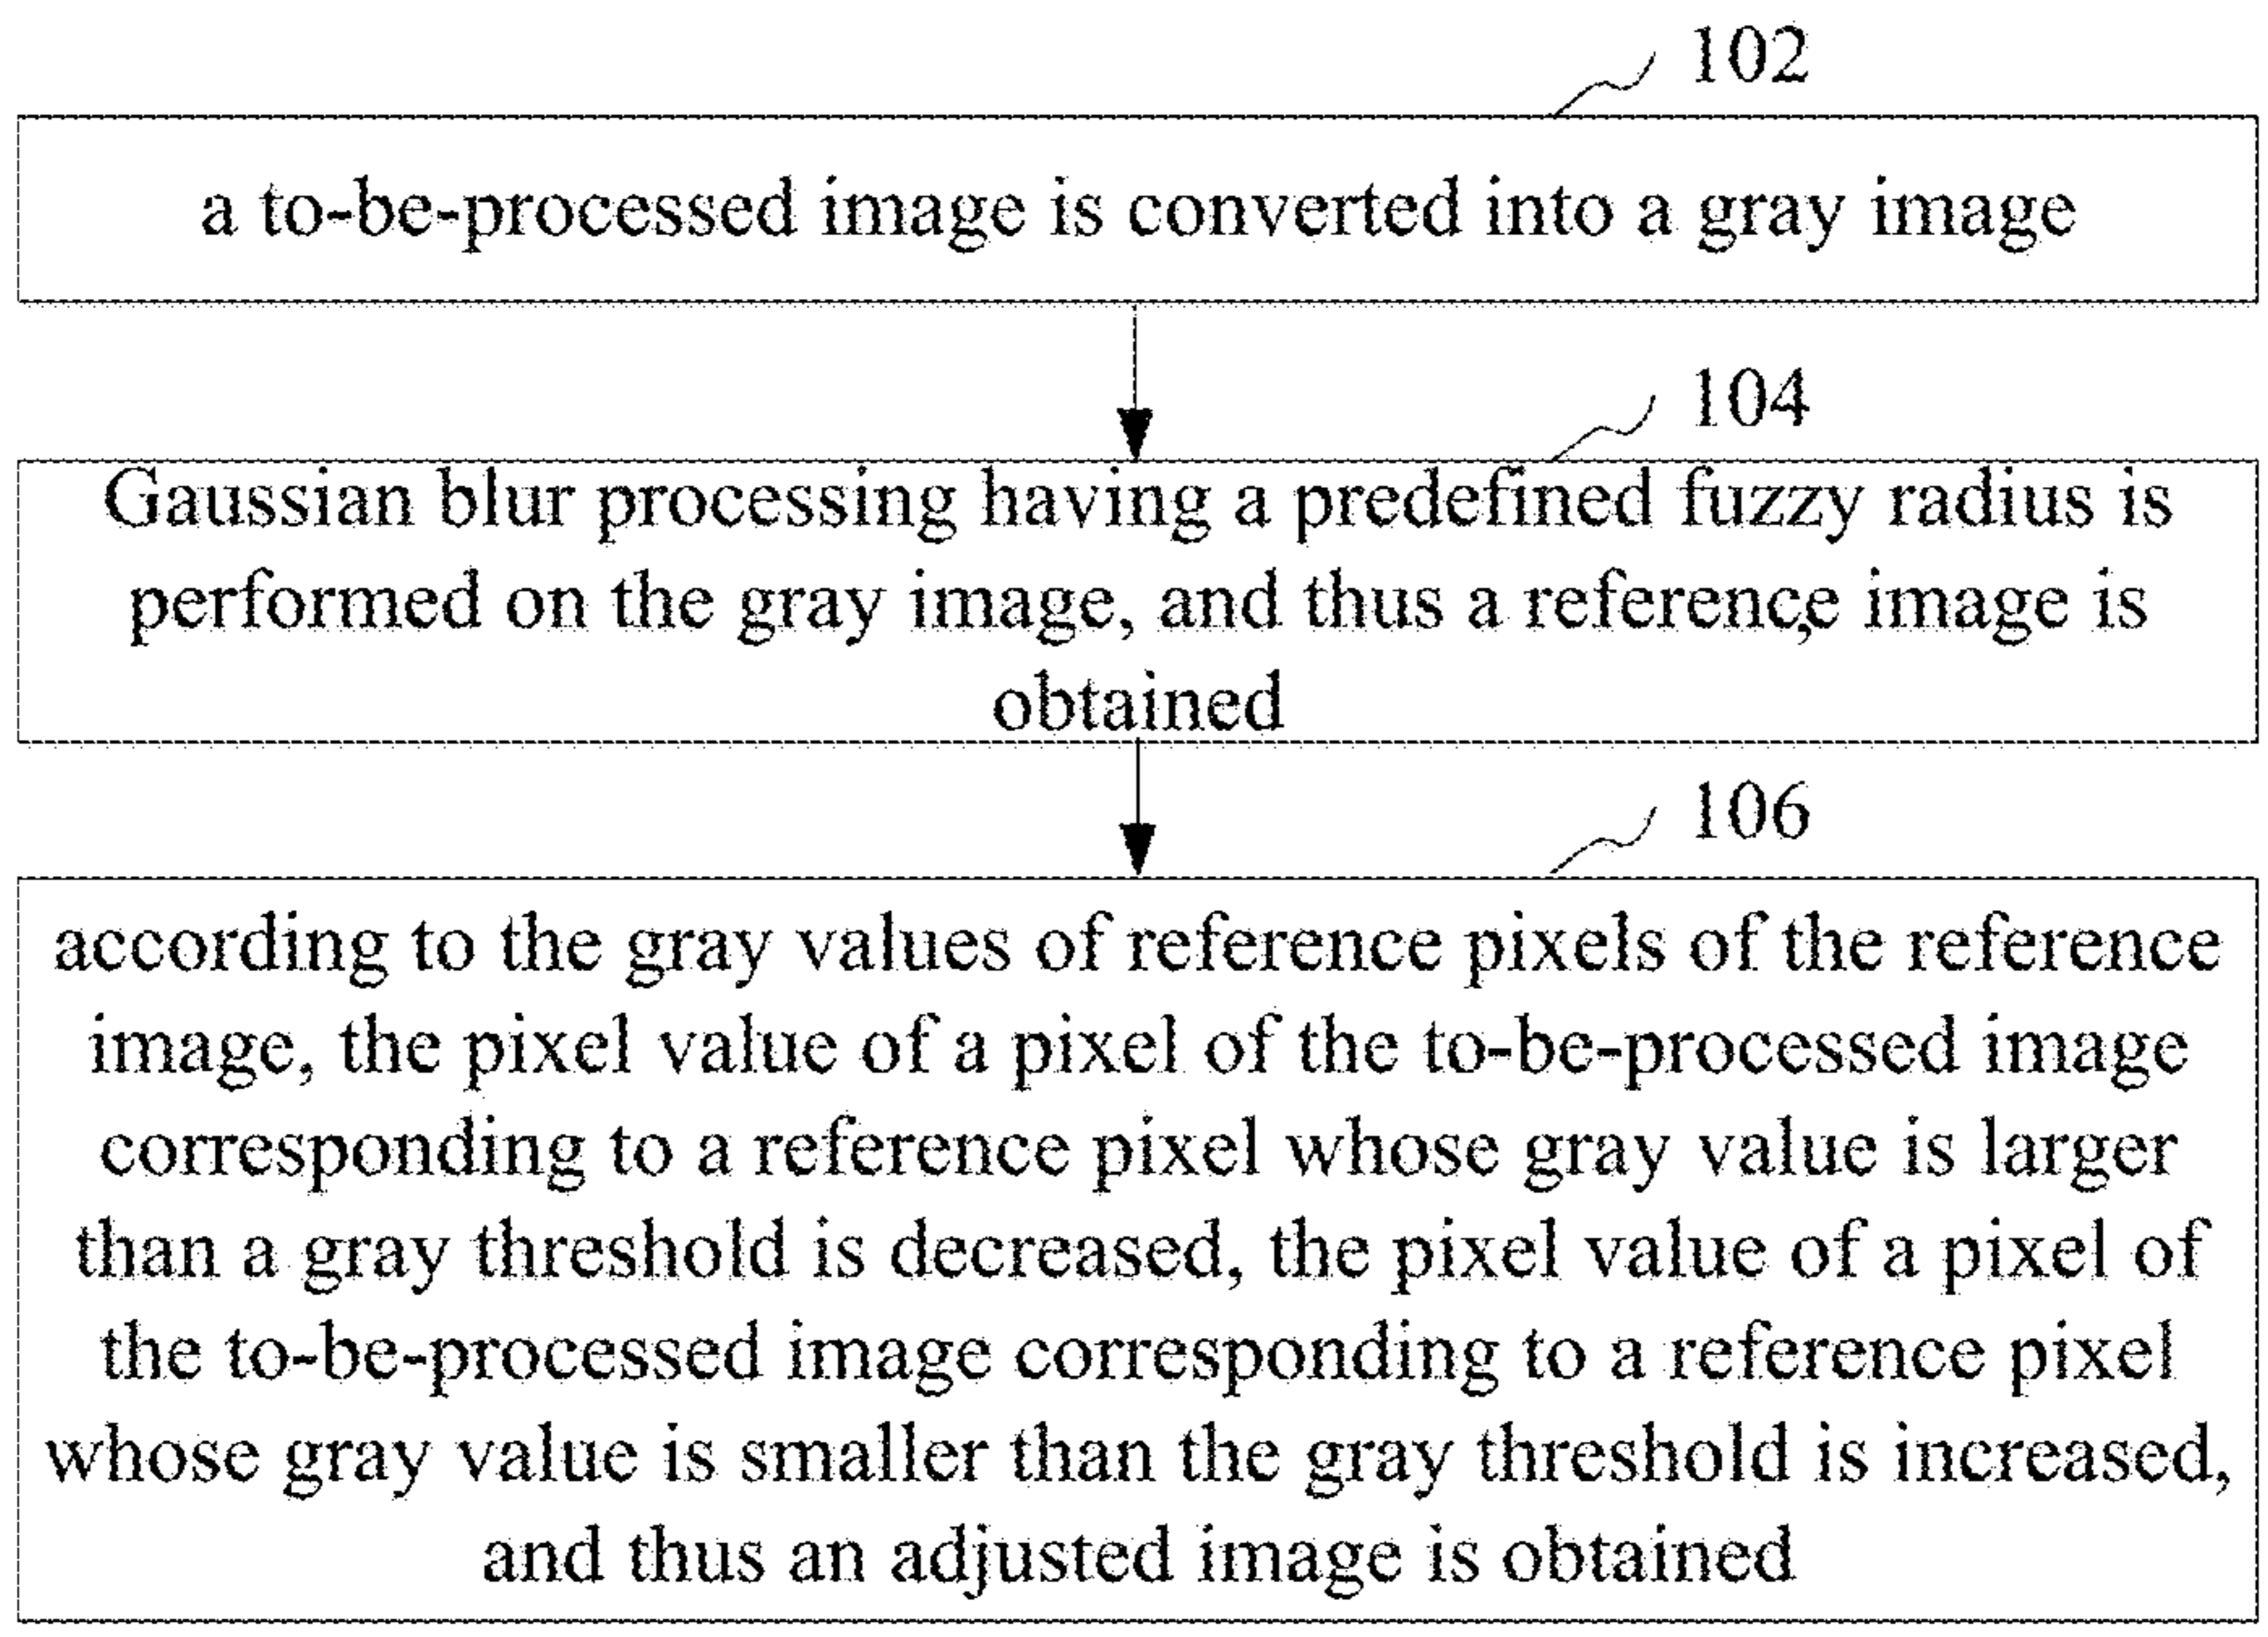 102
a to-be-processed image is converted into a gray image
104
Gaussian blur processing having a predefined fuzzy radius is
performed on the gray image, and thus a reference image is
obtained
106
according to the gray values of reference pixels of the reference
image, the pixel value of a pixel of the to-be-processed image
corresponding to a reference pixel whose gray value is larger
than a gray threshold is decreased, the pixel value of a pixel of
the to-be-processed image corresponding to a reference pixel
whose gray value is smaller than the gray threshold is increased,
and thus an adjusted image is obtained